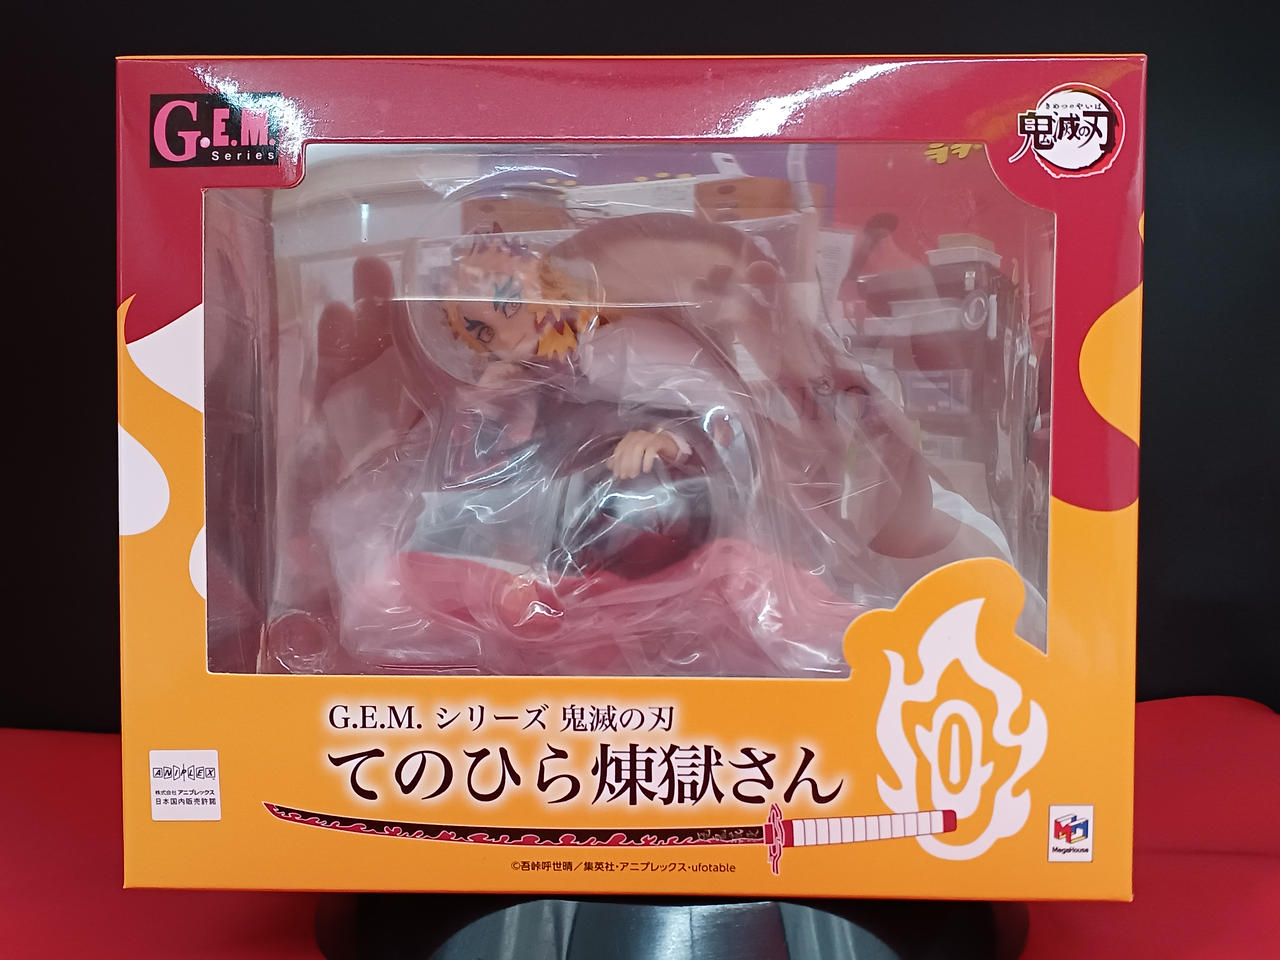 G.E.M.
Series
きめつのやいば
鬼滅の刃
G.E.M. シリーズ 鬼滅の刃
てのひら煉獄さん
ANIPLEX
株式会社 アニプレックス
日本国内販売許諾
MegaHouse
©吾峠呼世晴／集英社・アニプレックス・ufotable